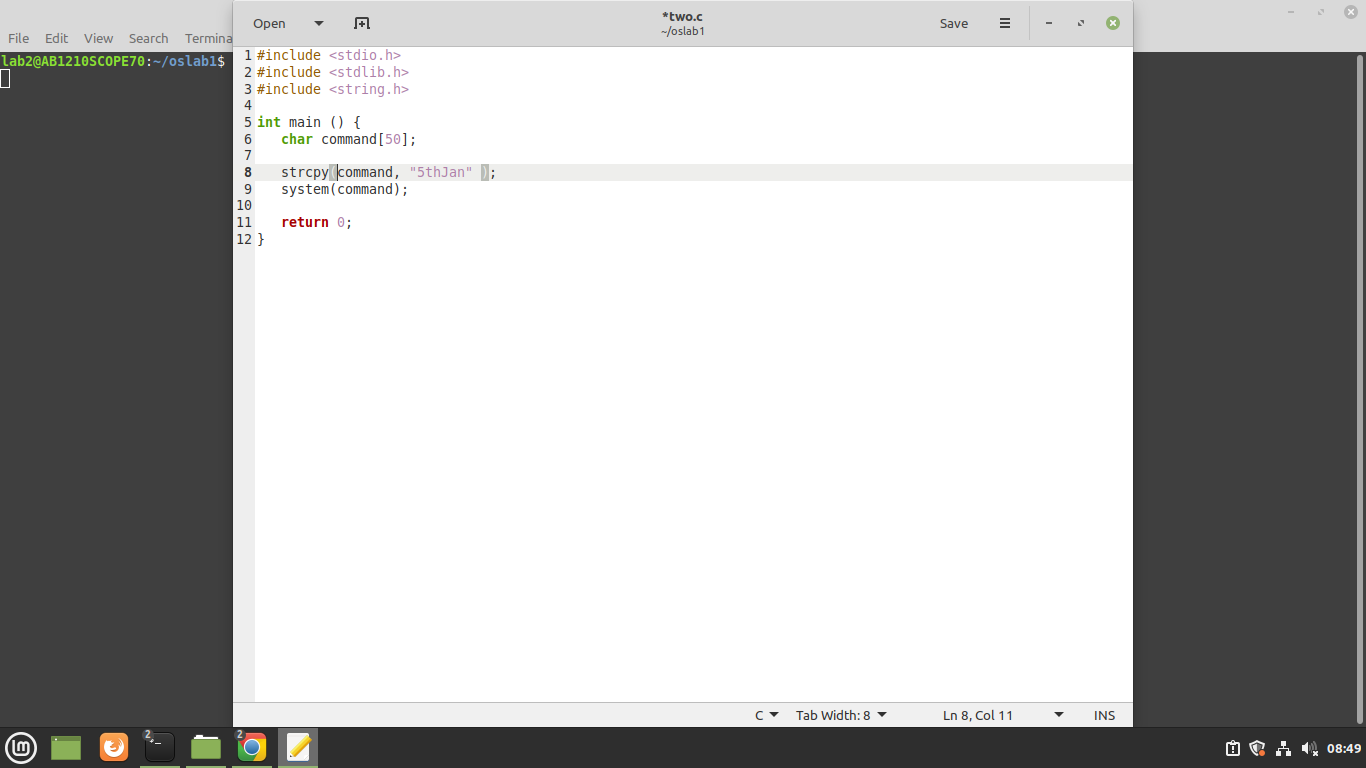 Open
*two.c
~/oslab1
Save
File Edit View Search Termina
lab2@AB1210SCOPE70:~/oslab1$
1 #include <stdio.h>
2 #include <stdlib.h>
3 #include <string.h>
4
5 int main () {
6    char command[50];
7
8    strcpy(command, "5thJan" );
9    system(command);
10
11    return 0;
12 }
C Tab Width: 8 Ln 8, Col 11 INS
2 2 08:49